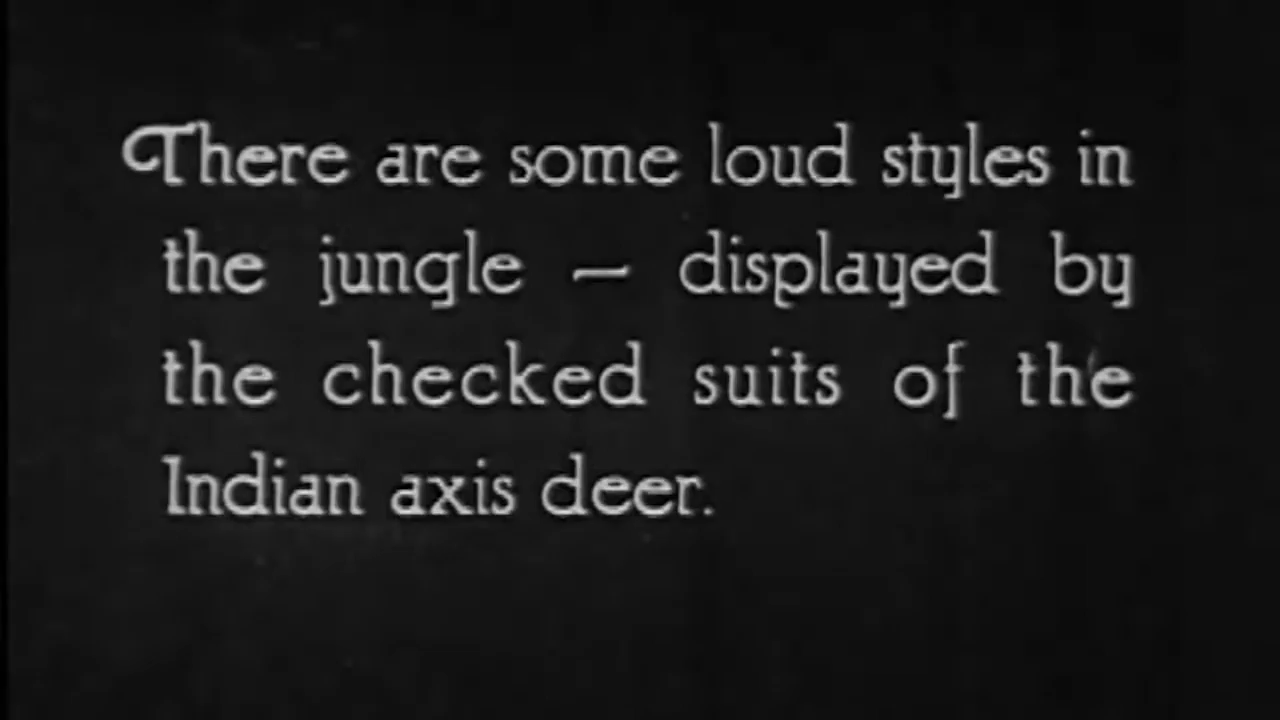 There are some loud styles in
the jungle — displayed by
the checked suits of the
Indian axis deer.